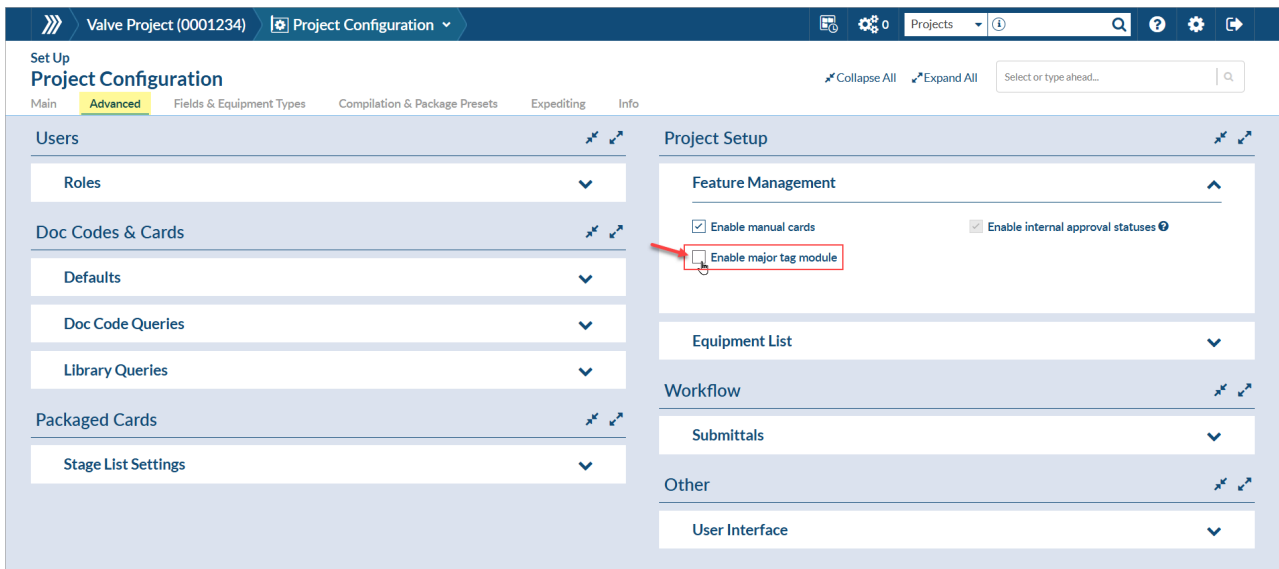 Valve Project (0001234)
Project Configuration
0
Projects
Set Up
Project Configuration
Collapse All
Expand All
Select or type ahead...
Main
Advanced
Fields & Equipment Types
Compilation & Package Presets
Expediting
Info
Users
Roles
Doc Codes & Cards
Defaults
Doc Code Queries
Library Queries
Packaged Cards
Stage List Settings
Project Setup
Feature Management
Enable manual cards
Enable internal approval statuses
Enable major tag module
Equipment List
Workflow
Submittals
Other
User Interface